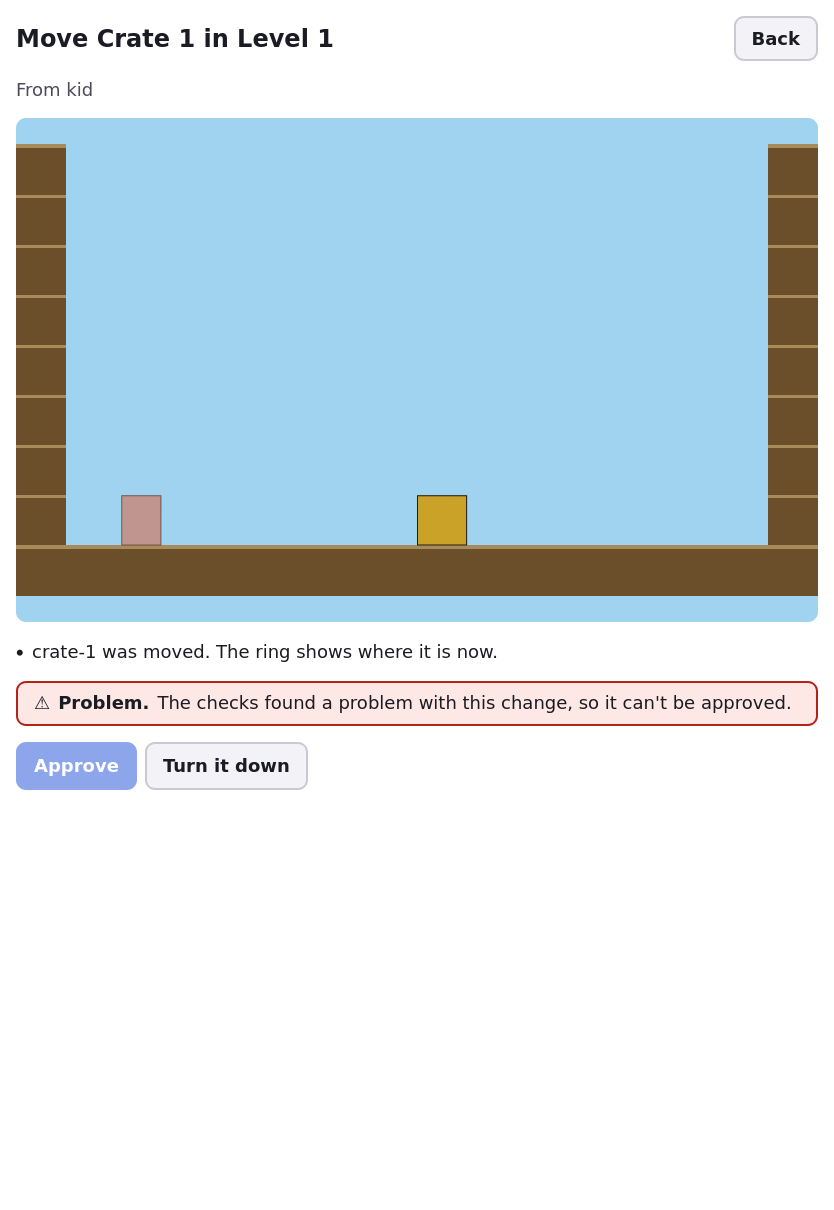 Move Crate 1 in Level 1
Back
From kid
• crate-1 was moved. The ring shows where it is now.
⚠ Problem. The checks found a problem with this change, so it can't be approved.
Approve
Turn it down